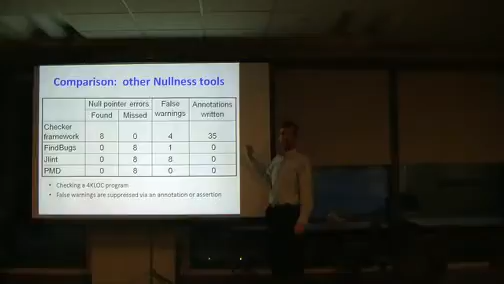 Comparison: other Nullness tools
Null pointer errors False warnings Annotations written
Found Missed
Checker framework 8 0 4 35
FindBugs 0 8 1 0
Jlint 0 8 8 0
PMD 0 8 0 0
• Checking a 4KLOC program
• False warnings are suppressed via an annotation or assertion